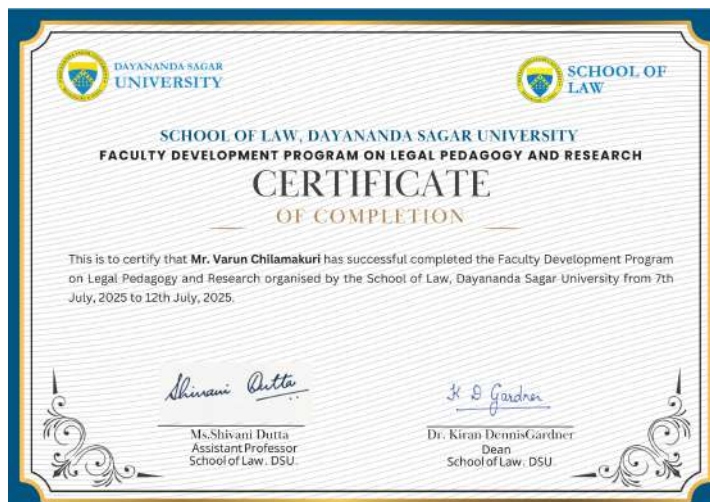 DAYANANDA SAGAR
UNIVERSITY
SCHOOL OF
LAW
SCHOOL OF LAW, DAYANANDA SAGAR UNIVERSITY
FACULTY DEVELOPMENT PROGRAM ON LEGAL PEDAGOGY AND RESEARCH
CERTIFICATE
OF COMPLETION
This is to certify that Mr. Varun Chilamakuri has successful completed the Faculty Development Program
on Legal Pedagogy and Research organised by the School of Law, Dayananda Sagar University from 7th
July, 2025 to 12th July, 2025.
Shivani Dutta
K D Gardner
Ms.Shivani Dutta
Assistant Professor
School of Law. DSU.
Dr. Kiran DennisGardner
Dean
School of Law. DSU.